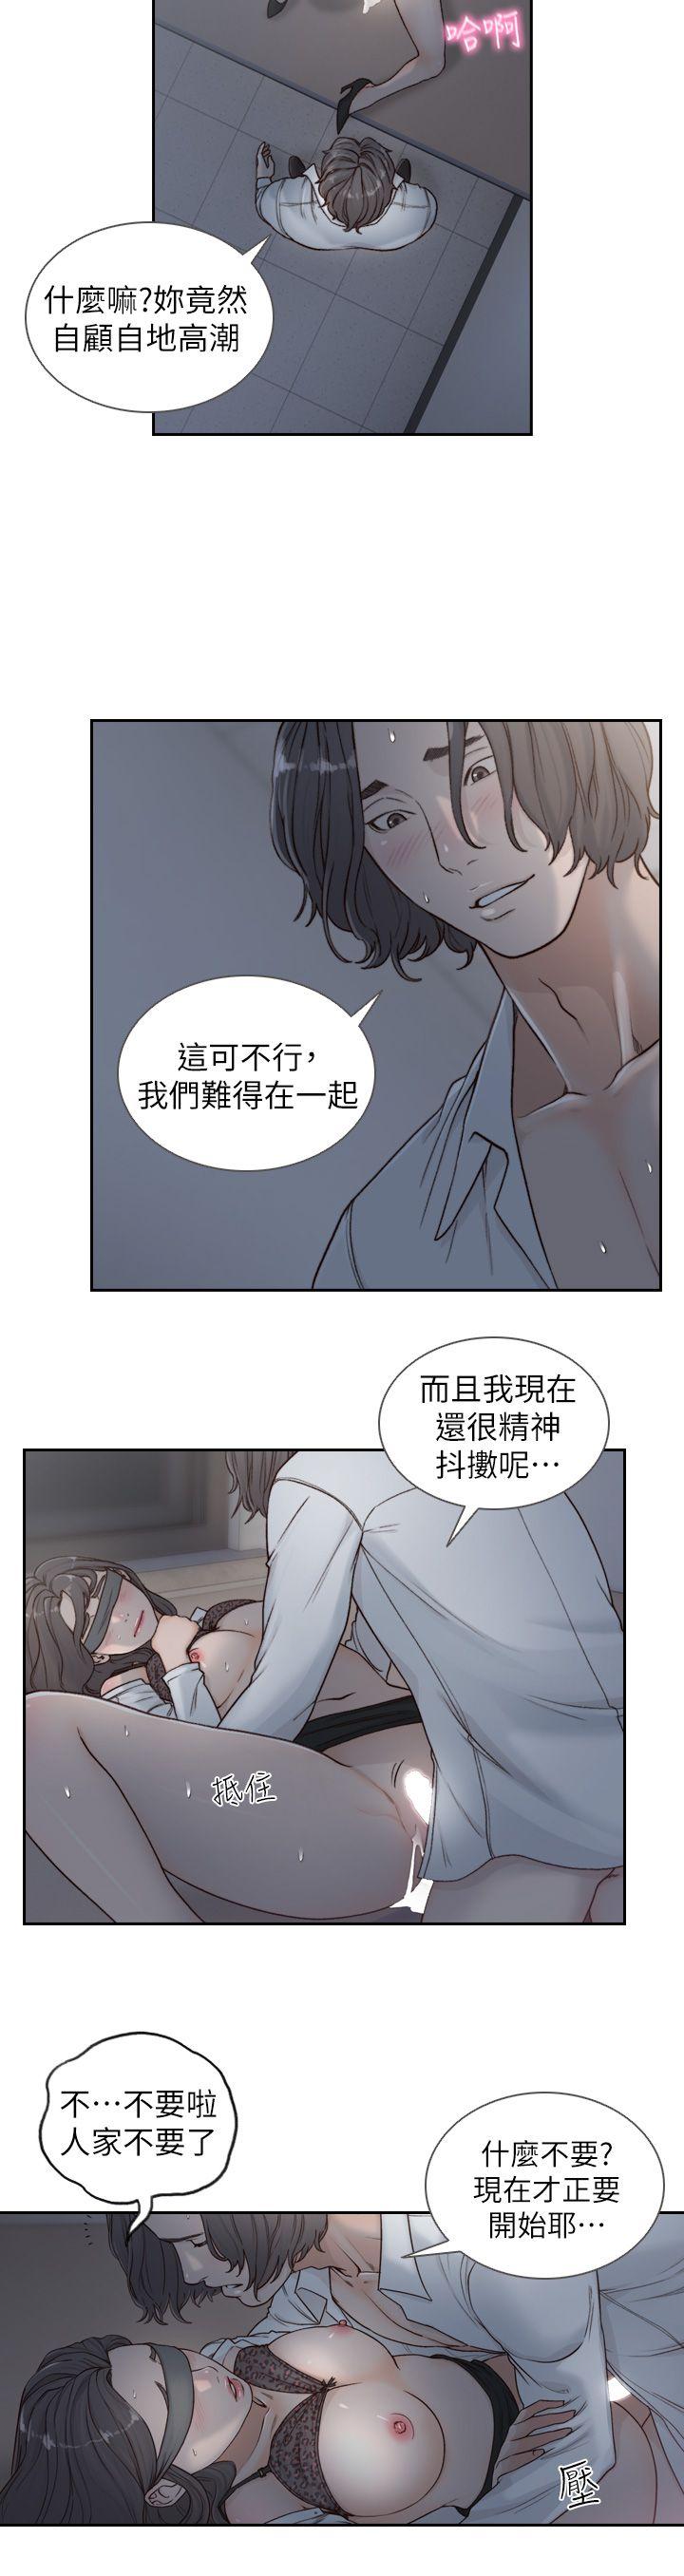 哈啊
什麼嘛?妳竟然
自顧自地高潮
這可不行,
我們難得在一起
而且我現在
還很精神
抖擻呢…
抵住
不…不要啦
人家不要了
什麼不要?
現在才正要
開始耶…
壓